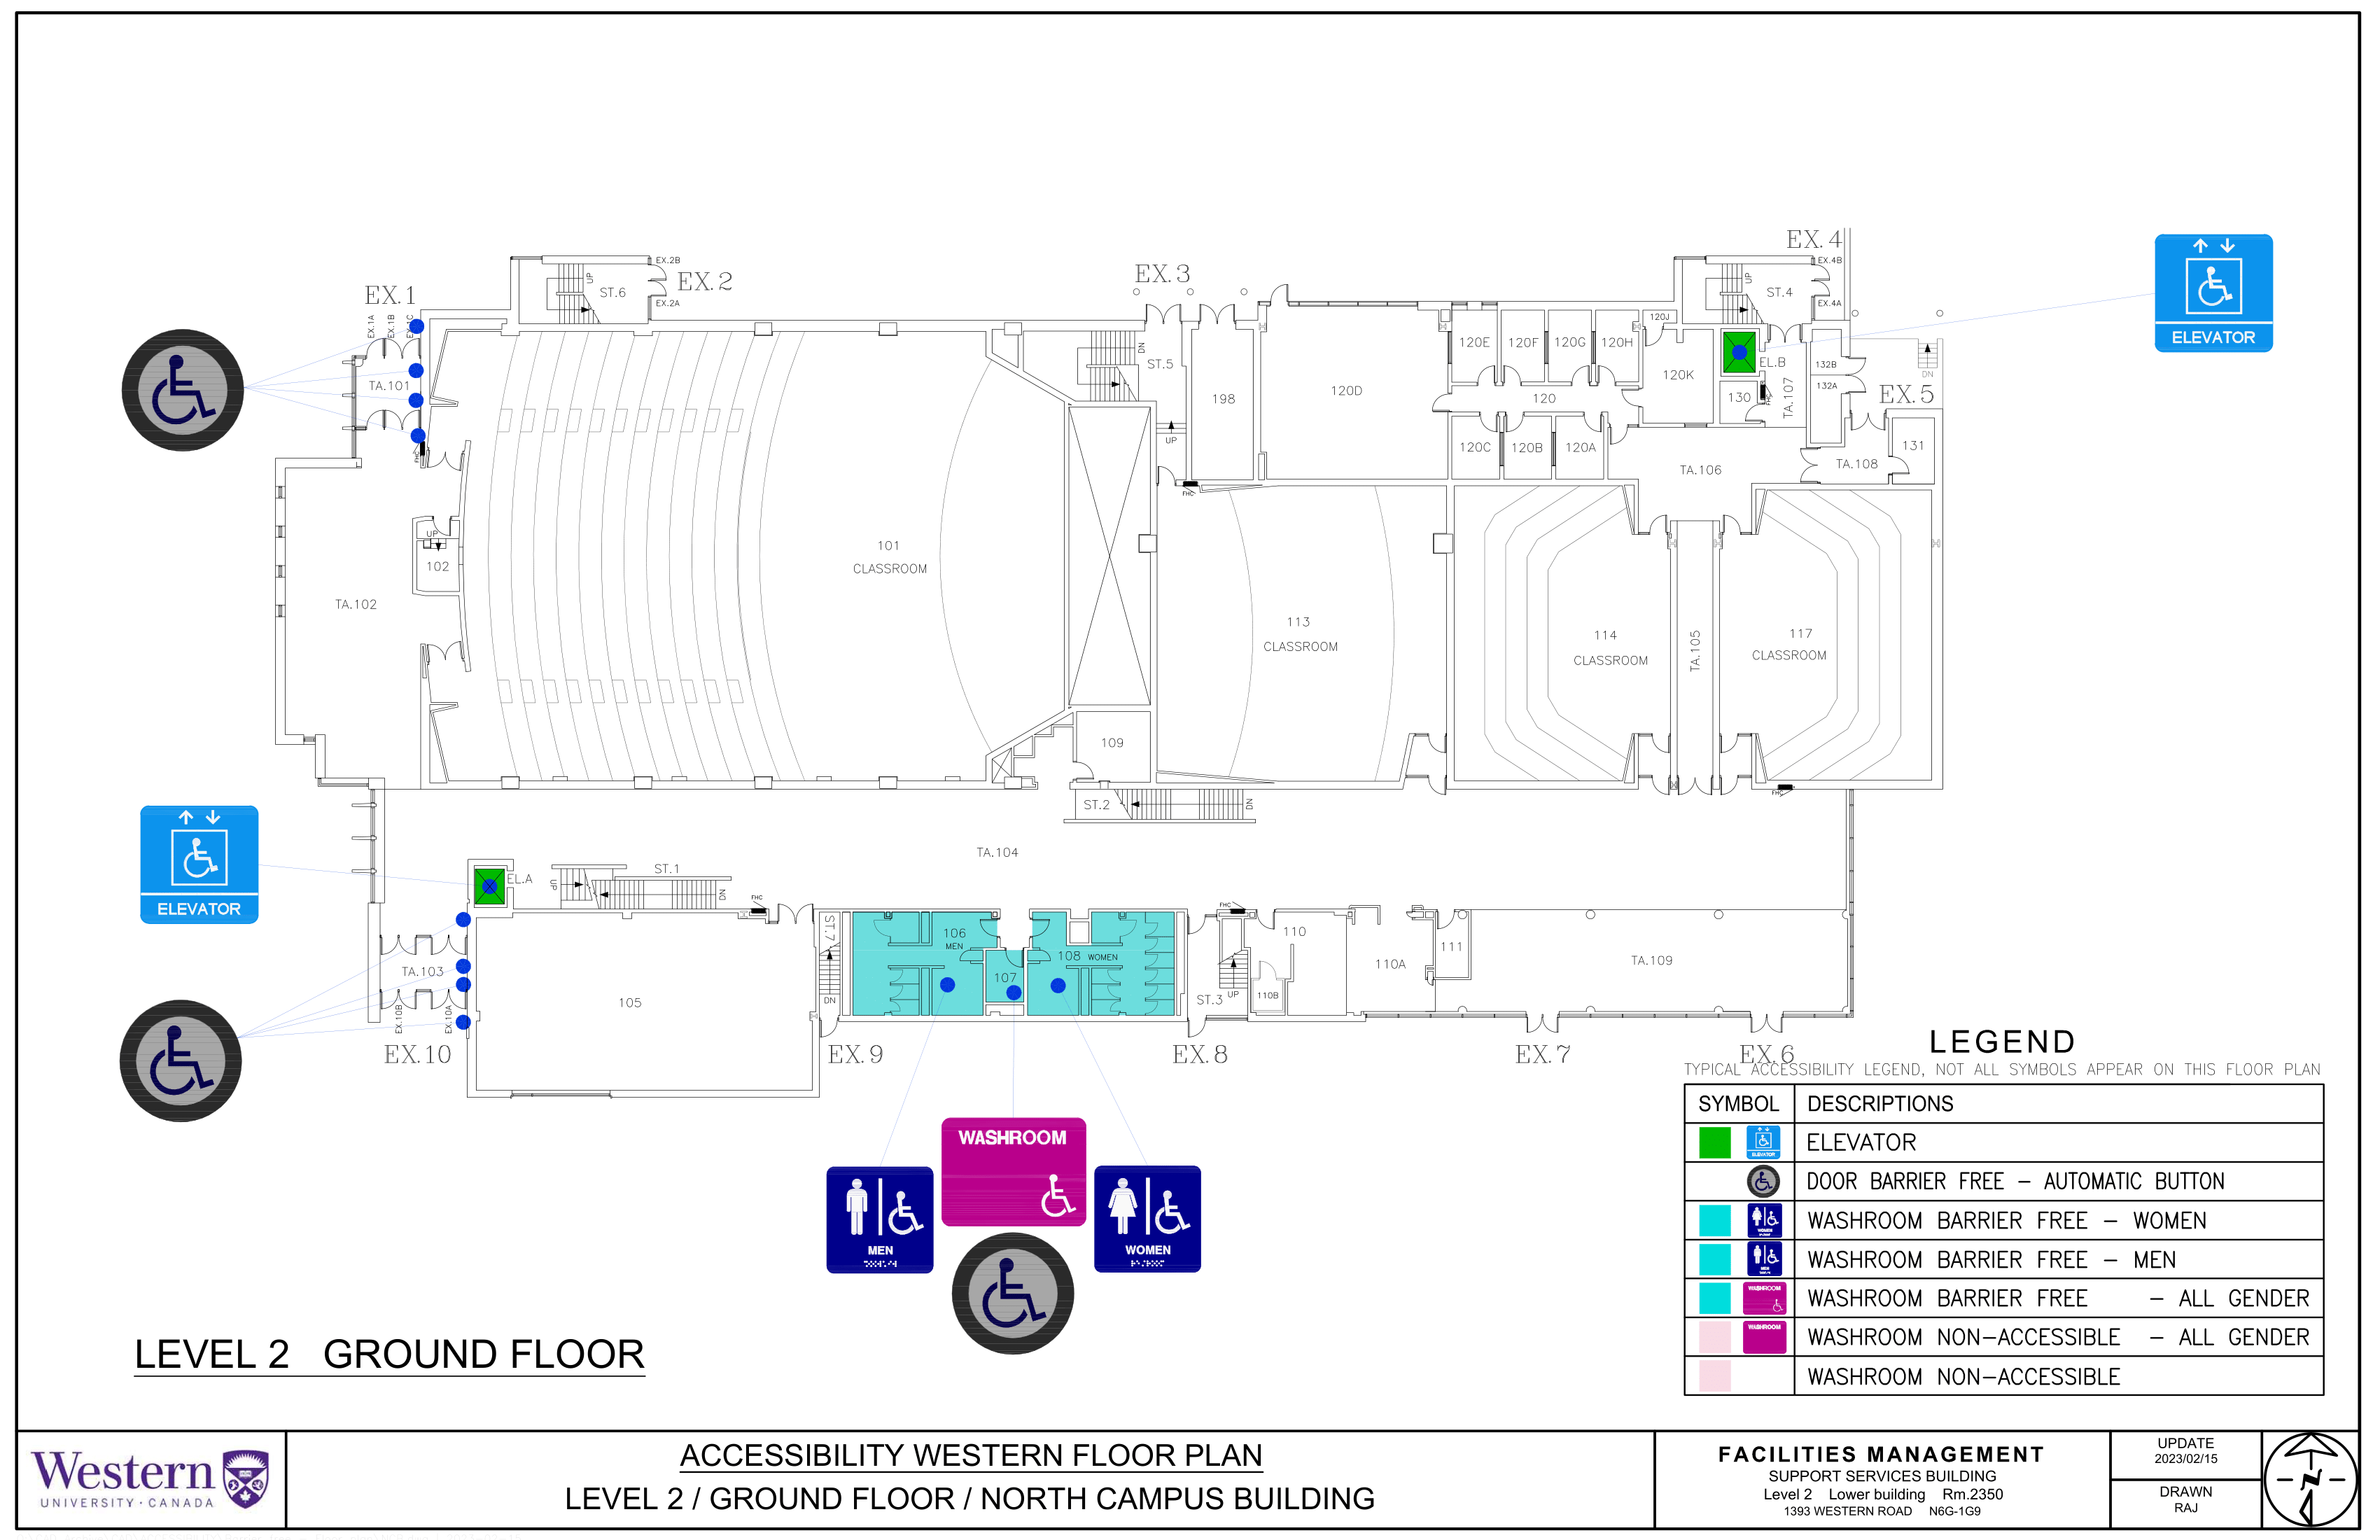 EX.4
EX.4B
EX.3
EX.2B
EX.2
UP
ST.6
EX.2A
UP
ST.4
EX.4A
EX.1
EX.1A
EX.1B
EX.1C
ELEVATOR
DN
ST.5
120J
120E
120F
120G
120H
EL.B
132B
DN
TA.101
120K
132A
120D
TA.107
198
120
130
FHC
EX.5
UP
120C
120B
120A
131
FHC
TA.106
TA.108
FHC
UP
101
CLASSROOM
102
TA.102
113
CLASSROOM
114
CLASSROOM
TA.105
117
CLASSROOM
109
FHC
ST.2
DN
TA.104
ELEVATOR
EL.A
ST.1
UP
DN
FHC
FHC
ST.7
106
MEN
108 WOMEN
110
111
TA.103
107
110A
TA.109
105
DN
ST.3
UP
110B
EX.10B
EX.10A
EX.10
EX.9
EX.8
EX.7
EX.6
LEGEND
TYPICAL ACCESSIBILITY LEGEND, NOT ALL SYMBOLS APPEAR ON THIS FLOOR PLAN
SYMBOL DESCRIPTIONS
ELEVATOR ELEVATOR
DOOR BARRIER FREE – AUTOMATIC BUTTON
WOMEN WASHROOM BARRIER FREE – WOMEN
MEN WASHROOM BARRIER FREE – MEN
WASHROOM WASHROOM BARRIER FREE – ALL GENDER
WASHROOM WASHROOM NON–ACCESSIBLE – ALL GENDER
WASHROOM NON–ACCESSIBLE
WASHROOM
MEN
WOMEN
LEVEL 2 GROUND FLOOR
Western
UNIVERSITY · CANADA
ACCESSIBILITY WESTERN FLOOR PLAN
LEVEL 2 / GROUND FLOOR / NORTH CAMPUS BUILDING
FACILITIES MANAGEMENT
SUPPORT SERVICES BUILDING
Level 2 Lower building Rm.2350
1393 WESTERN ROAD N6G-1G9
UPDATE
2023/02/15
DRAWN
RAJ
N